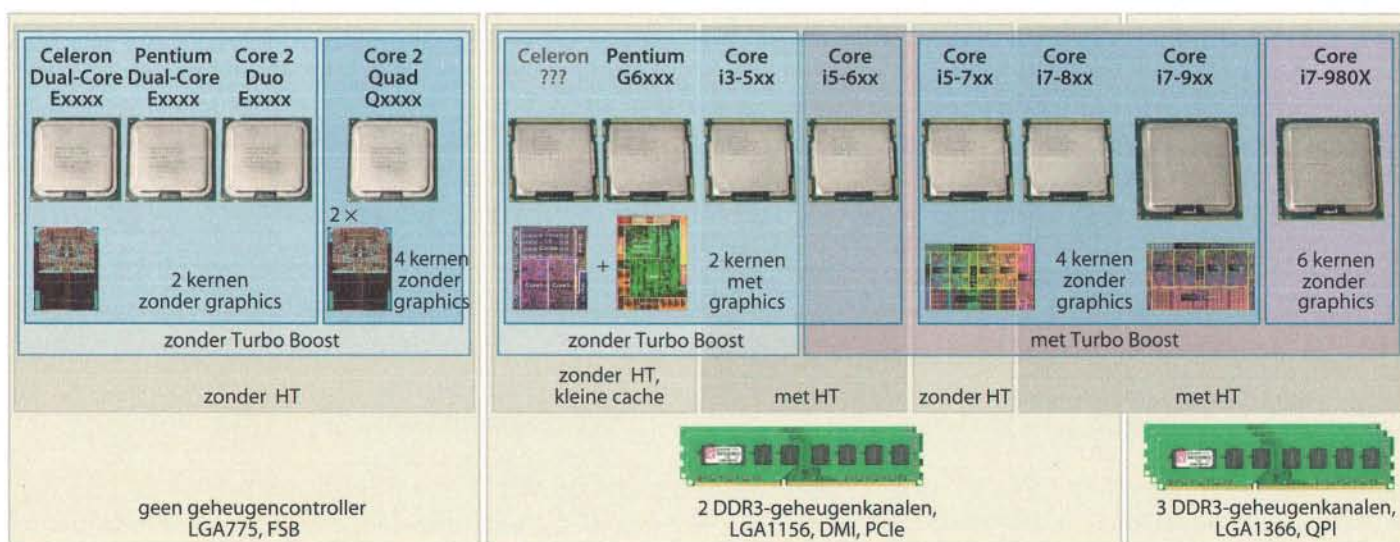 Celeron
Dual-Core
Exxxx
Pentium
Dual-Core
Exxxx
Core 2
Duo
Exxxx
Core 2
Quad
Qxxxx
Celeron
???
Pentium
G6xxx
Core
i3-5xx
Core
i5-6xx
Core
i5-7xx
Core
i7-8xx
Core
i7-9xx
Core
i7-980X
2 kernen
zonder graphics
2 ×
4 kernen
zonder
graphics
+
2 kernen
met
graphics
4 kernen
zonder
graphics
6 kernen
zonder
graphics
zonder Turbo Boost
zonder Turbo Boost
met Turbo Boost
zonder HT
zonder HT,
kleine cache
met HT
zonder HT
met HT
geen geheugencontroller
LGA775, FSB
2 DDR3-geheugenkanalen,
LGA1156, DMI, PCIe
3 DDR3-geheugenkanalen,
LGA1366, QPI